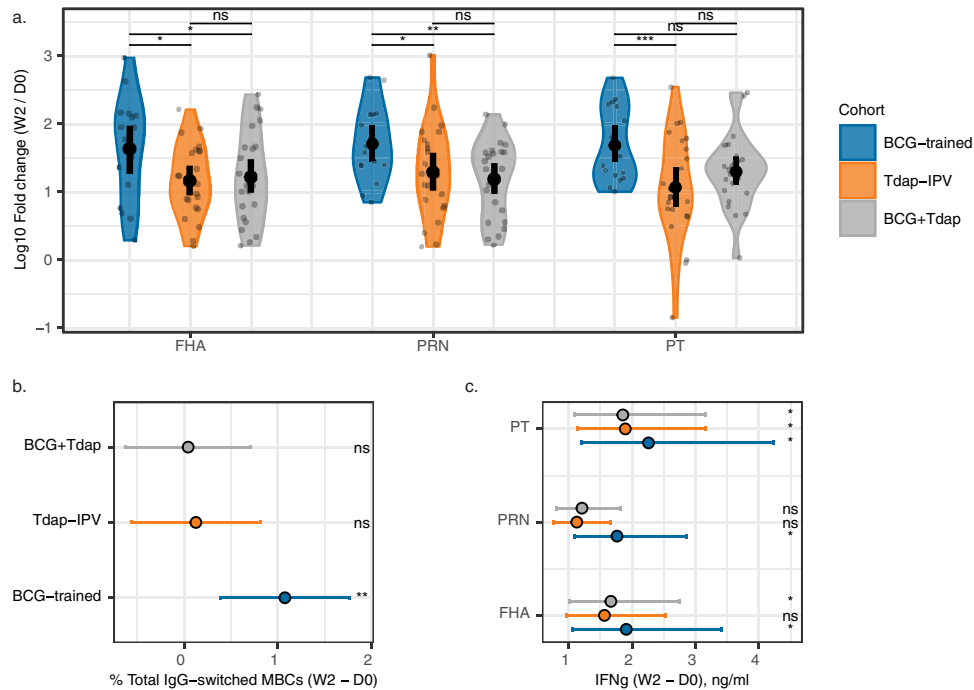 a.
ns
ns
ns
*
**
ns
*
*
***
Log10 Fold change (W2 / D0)
3
2
1
0
−1
FHA
PRN
PT
Cohort
BCG−trained
Tdap−IPV
BCG+Tdap
b.
BCG+Tdap
ns
Tdap−IPV
ns
BCG−trained
**
0
1
2
% Total IgG−switched MBCs (W2 − D0)
c.
PT
*
*
*
PRN
ns
ns
*
FHA
*
ns
*
1
2
3
4
IFNg (W2 − D0), ng/ml